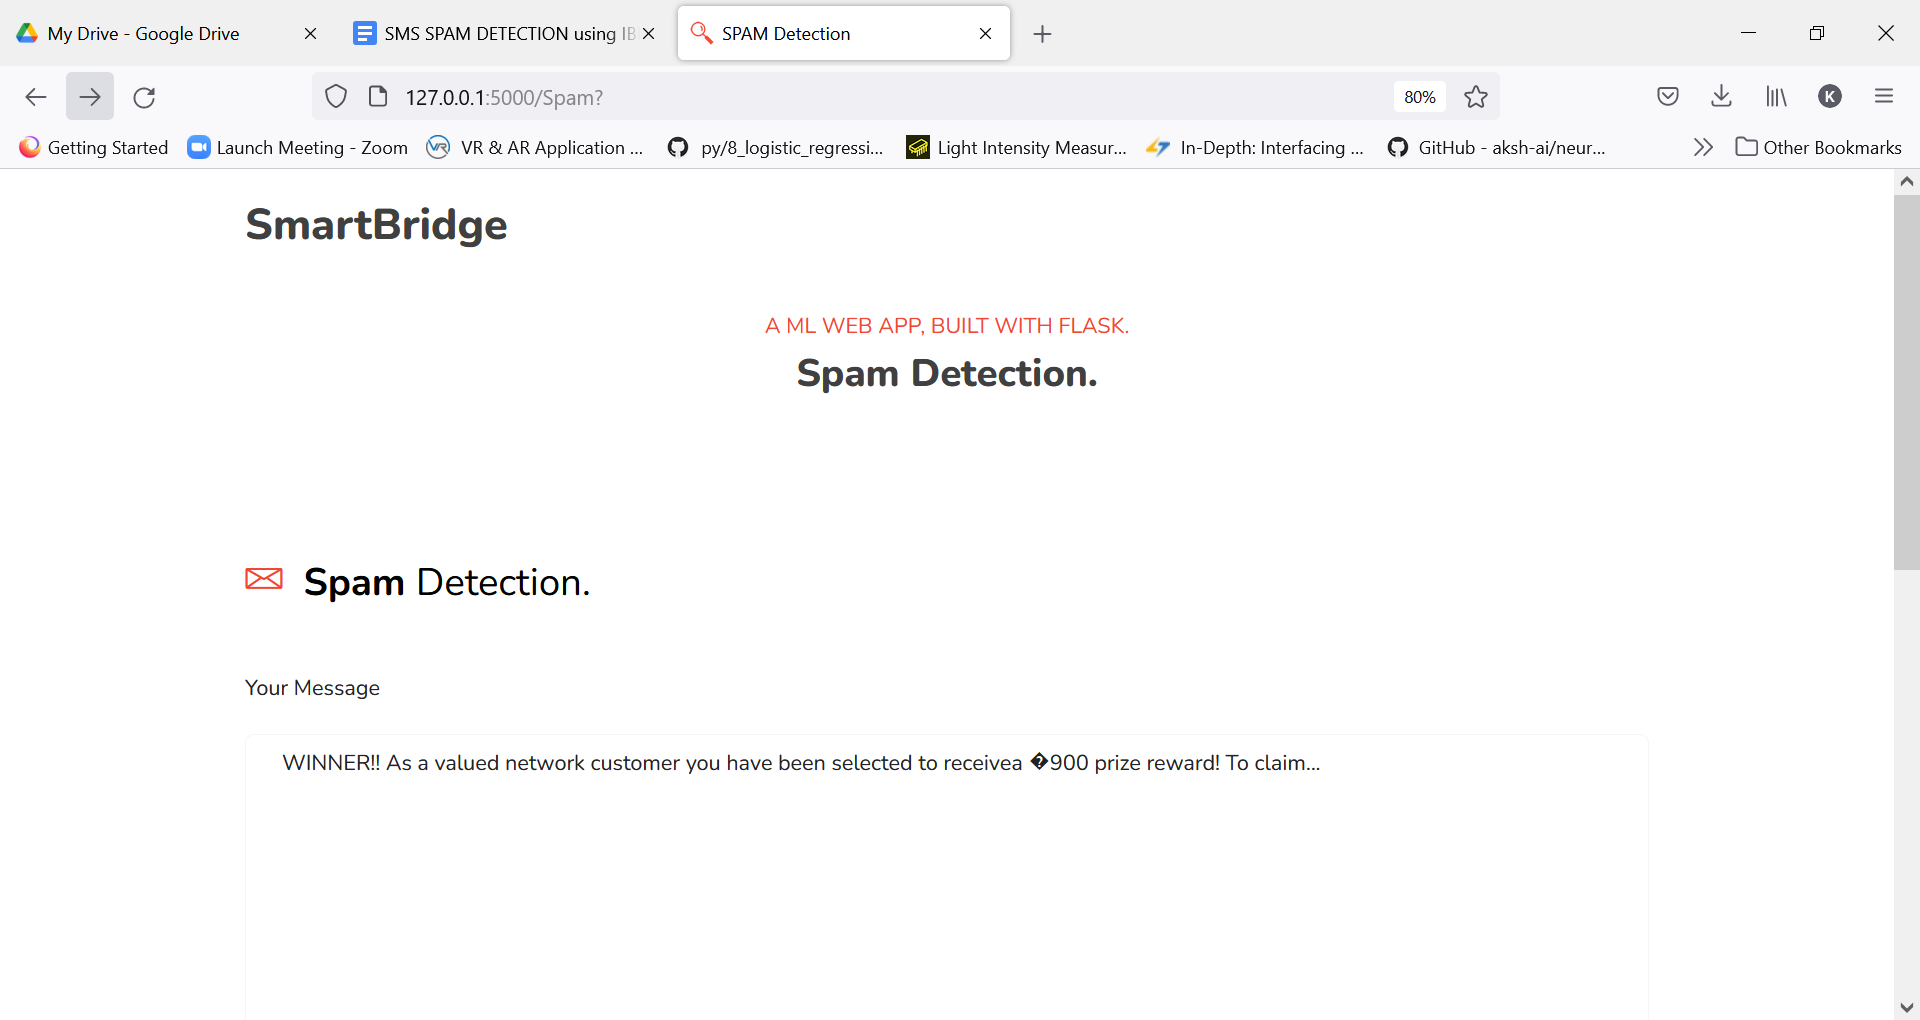 My Drive - Google Drive
SMS SPAM DETECTION using IB
SPAM Detection
127.0.0.1:5000/Spam?
80%
K
Getting Started
Launch Meeting - Zoom
VR & AR Application ...
py/8_logistic_regressi...
Light Intensity Measur...
In-Depth: Interfacing ...
GitHub - aksh-ai/neur...
Other Bookmarks
SmartBridge
A ML WEB APP, BUILT WITH FLASK.
Spam Detection.
Spam Detection.
Your Message
WINNER!! As a valued network customer you have been selected to receivea �900 prize reward! To claim...